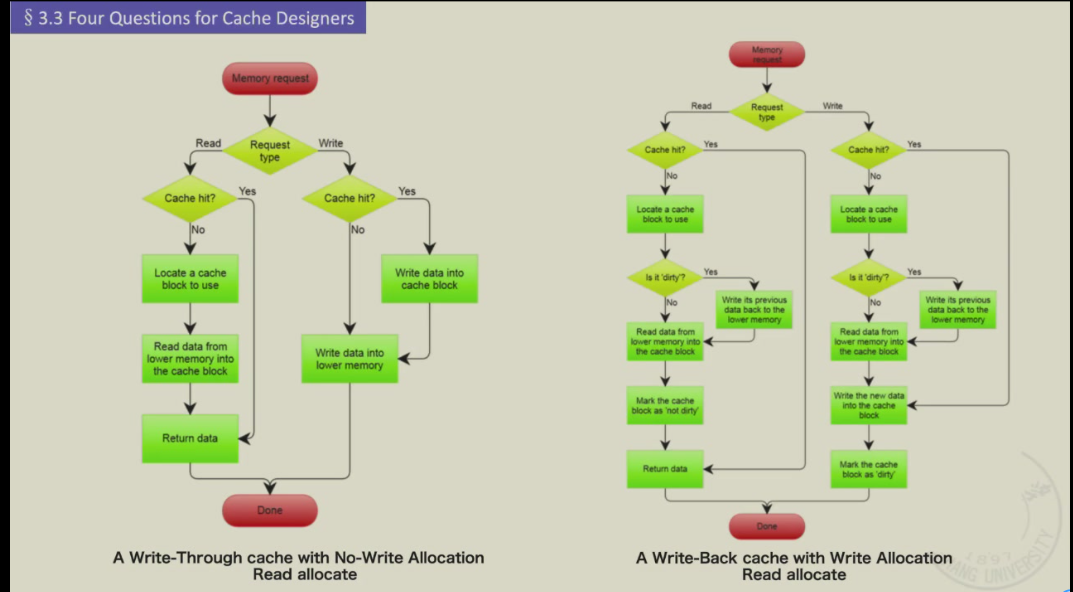 § 3.3 Four Questions for Cache Designers
Memory request
Request
type
Read
Write
Cache hit?
Yes
No
Cache hit?
Yes
No
Locate a cache
block to use
Write data into
cache block
Read data from
lower memory into
the cache block
Write data into
lower memory
Return data
Done
A Write-Through cache with No-Write Allocation
Read allocate
Memory
request
Request
type
Read
Write
Cache hit?
Yes
No
Cache hit?
Yes
No
Locate a cache
block to use
Locate a cache
block to use
Is it 'dirty'?
Yes
No
Is it 'dirty'?
Yes
No
Write its previous
data back to the
lower memory
Write its previous
data back to the
lower memory
Read data from
lower memory into
the cache block
Read data from
lower memory into
the cache block
Mark the cache
block as 'not dirty'
Write the new data
into the cache
block
Return data
Mark the cache
block as 'dirty'
Done
A Write-Back cache with Write Allocation
Read allocate
1897
UNIVERSITY